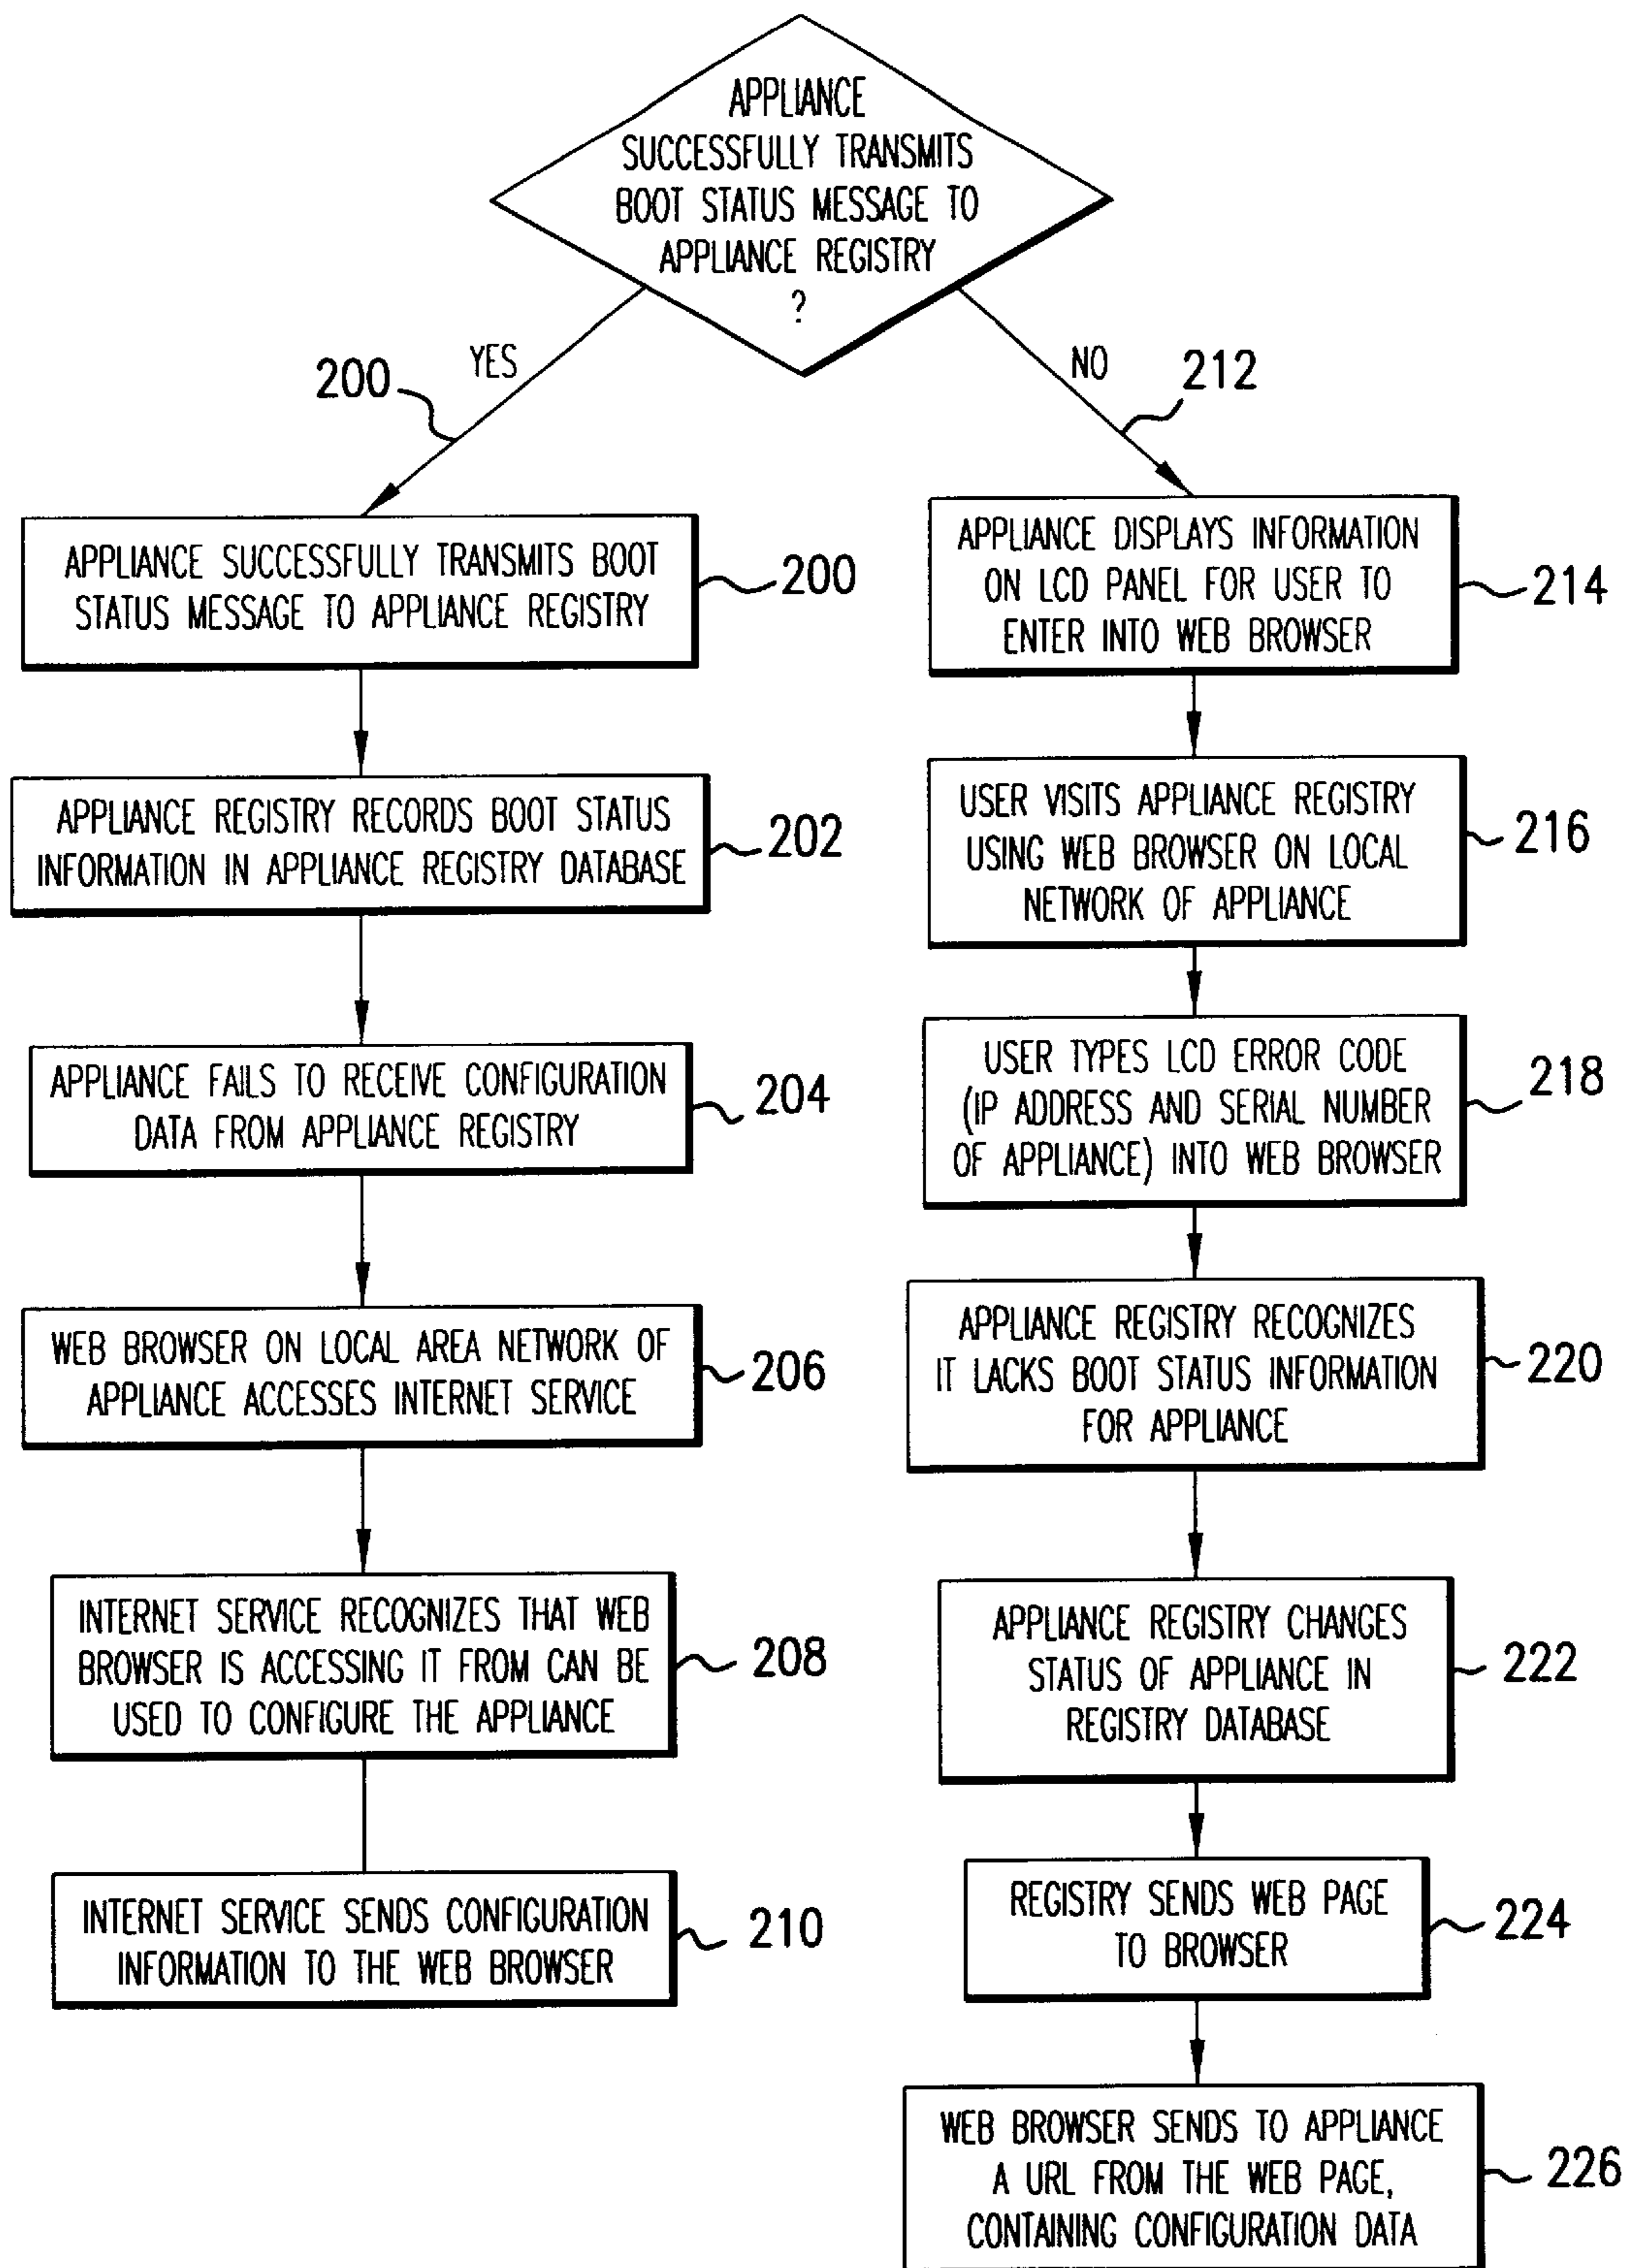 APPLIANCE
SUCCESSFULLY TRANSMITS
BOOT STATUS MESSAGE TO
APPLIANCE REGISTRY
?
YES
200
NO
212
APPLIANCE SUCCESSFULLY TRANSMITS BOOT
STATUS MESSAGE TO APPLIANCE REGISTRY
200
APPLIANCE REGISTRY RECORDS BOOT STATUS
INFORMATION IN APPLIANCE REGISTRY DATABASE
202
APPLIANCE FAILS TO RECEIVE CONFIGURATION
DATA FROM APPLIANCE REGISTRY
204
WEB BROWSER ON LOCAL AREA NETWORK OF
APPLIANCE ACCESSES INTERNET SERVICE
206
INTERNET SERVICE RECOGNIZES THAT WEB
BROWSER IS ACCESSING IT FROM CAN BE
USED TO CONFIGURE THE APPLIANCE
208
INTERNET SERVICE SENDS CONFIGURATION
INFORMATION TO THE WEB BROWSER
210
APPLIANCE DISPLAYS INFORMATION
ON LCD PANEL FOR USER TO
ENTER INTO WEB BROWSER
214
USER VISITS APPLIANCE REGISTRY
USING WEB BROWSER ON LOCAL
NETWORK OF APPLIANCE
216
USER TYPES LCD ERROR CODE
(IP ADDRESS AND SERIAL NUMBER
OF APPLIANCE) INTO WEB BROWSER
218
APPLIANCE REGISTRY RECOGNIZES
IT LACKS BOOT STATUS INFORMATION
FOR APPLIANCE
220
APPLIANCE REGISTRY CHANGES
STATUS OF APPLIANCE IN
REGISTRY DATABASE
222
REGISTRY SENDS WEB PAGE
TO BROWSER
224
WEB BROWSER SENDS TO APPLIANCE
A URL FROM THE WEB PAGE,
CONTAINING CONFIGURATION DATA
226